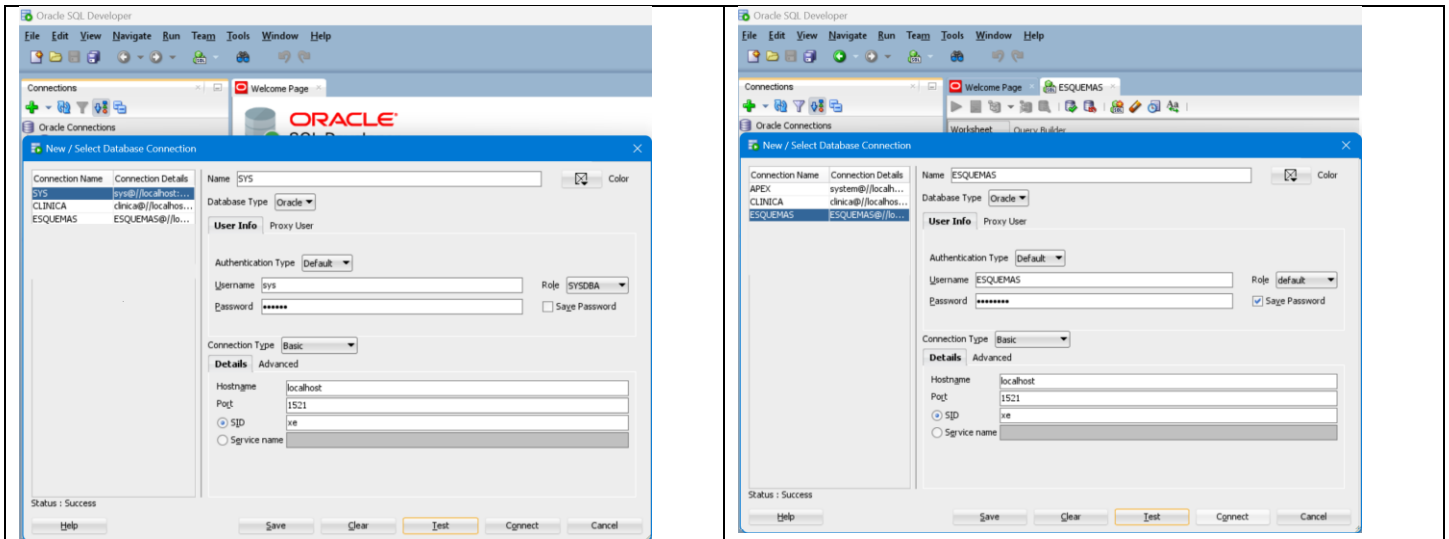 Oracle SQL Developer
File Edit View Navigate Run Team Tools Window Help
Connections
Welcome Page
Oracle Connections
ORACLE
New / Select Database Connection
Connection Name Connection Details
SYS sys@//localhost:...
CLINICA clinica@//localhos...
ESQUEMAS ESQUEMAS@//lo...
Name SYS Color
Database Type Oracle
User Info Proxy User
Authentication Type Default
Username sys Role SYSDBA
Password •••••• Save Password
Connection Type Basic
Details Advanced
Hostname localhost
Port 1521
SID xe
Service name
Status : Success
Help Save Clear Test Connect Cancel
Oracle SQL Developer
File Edit View Navigate Run Team Tools Window Help
Connections
Welcome Page ESQUEMAS
Oracle Connections
Worksheet Query Builder
New / Select Database Connection
Connection Name Connection Details
APEX system@//localh...
CLINICA clinica@//localhos...
ESQUEMAS ESQUEMAS@//lo...
Name ESQUEMAS Color
Database Type Oracle
User Info Proxy User
Authentication Type Default
Username ESQUEMAS Role default
Password •••••••• Save Password
Connection Type Basic
Details Advanced
Hostname localhost
Port 1521
SID xe
Service name
Status : Success
Help Save Clear Test Connect Cancel